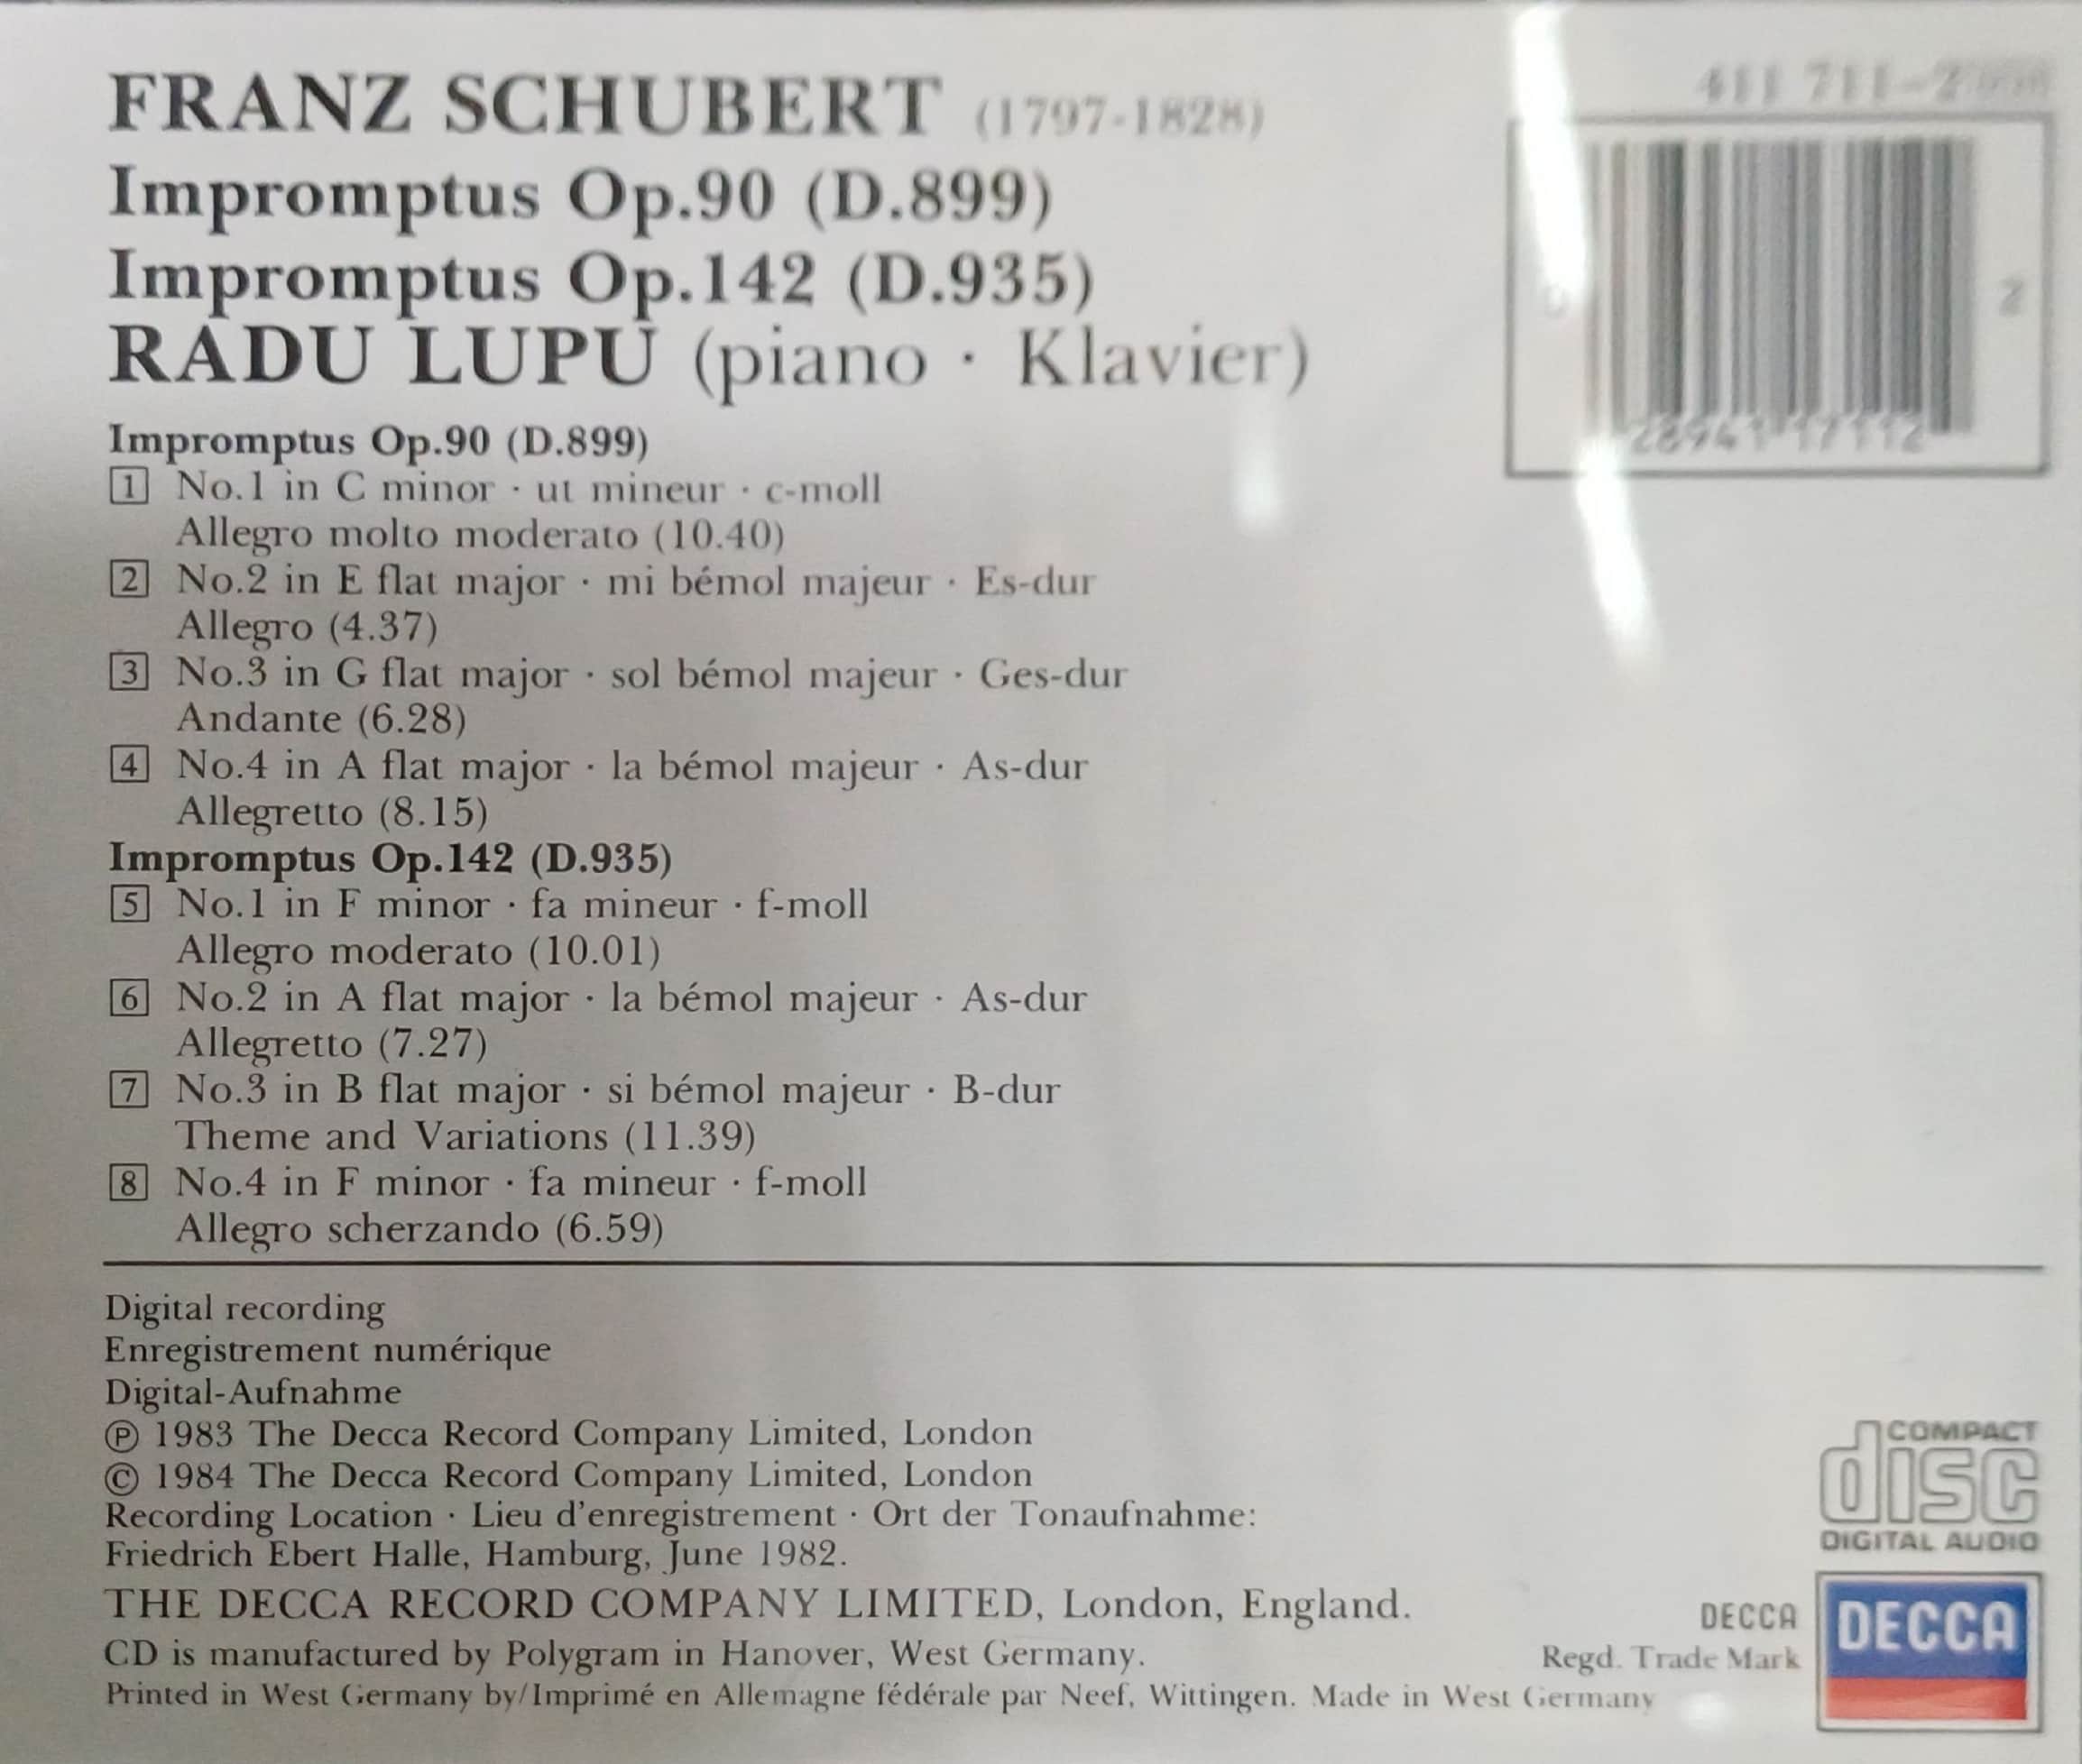 FRANZ SCHUBERT (1797-1828)
Impromptus Op.90 (D.899)
Impromptus Op.142 (D.935)
RADU LUPU (piano · Klavier)
411 711-2
28941 17112
2
Impromptus Op.90 (D.899)
1 No.1 in C minor · ut mineur · c-moll
Allegro molto moderato (10.40)
2 No.2 in E flat major · mi bémol majeur · Es-dur
Allegro (4.37)
3 No.3 in G flat major · sol bémol majeur · Ges-dur
Andante (6.28)
4 No.4 in A flat major · la bémol majeur · As-dur
Allegretto (8.15)
Impromptus Op.142 (D.935)
5 No.1 in F minor · fa mineur · f-moll
Allegro moderato (10.01)
6 No.2 in A flat major · la bémol majeur · As-dur
Allegretto (7.27)
7 No.3 in B flat major · si bémol majeur · B-dur
Theme and Variations (11.39)
8 No.4 in F minor · fa mineur · f-moll
Allegro scherzando (6.59)
Digital recording
Enregistrement numérique
Digital-Aufnahme
℗ 1983 The Decca Record Company Limited, London
© 1984 The Decca Record Company Limited, London
Recording Location · Lieu d'enregistrement · Ort der Tonaufnahme:
Friedrich Ebert Halle, Hamburg, June 1982.
THE DECCA RECORD COMPANY LIMITED, London, England.
CD is manufactured by Polygram in Hanover, West Germany.
Printed in West Germany by/Imprimé en Allemagne fédérale par Neef, Wittingen. Made in West Germany
COMPACT
disc
DIGITAL AUDIO
DECCA
Regd. Trade Mark
DECCA